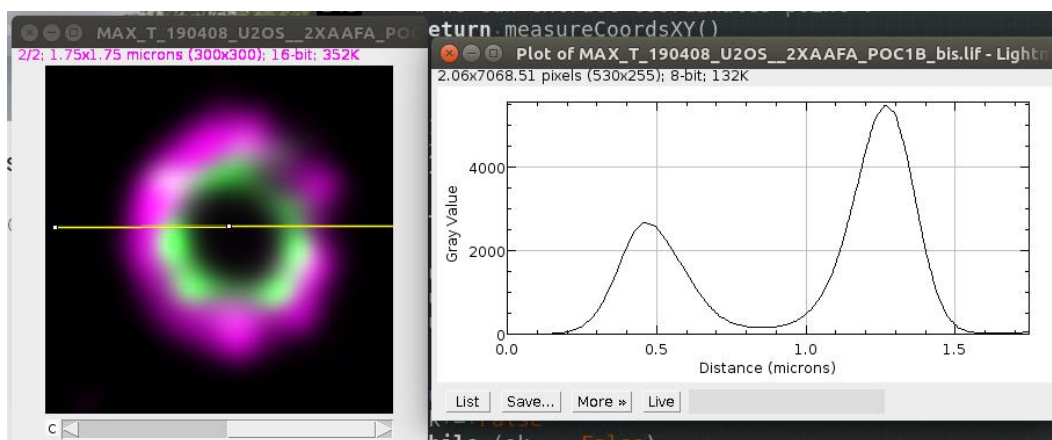 MAX_T_190408_U2OS__2XAAFA_POC
2/2; 1.75x1.75 microns (300x300); 16-bit; 352K
c
eturn measureCoordsXY()
Plot of MAX_T_190408_U2OS__2XAAFA_POC1B_bis.lif - Lightn
2.06x7068.51 pixels (530x255); 8-bit; 132K
Gray Value
4000
2000
0
0.0 0.5 1.0 1.5
Distance (microns)
List Save... More » Live